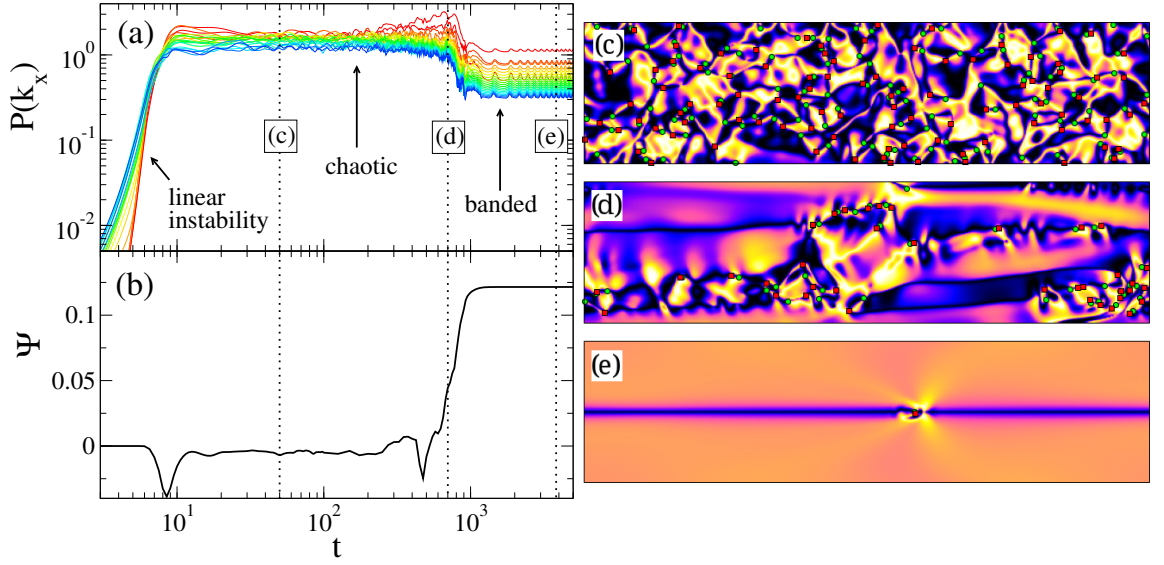 (a)
P(k_x)
10^0
10^-1
10^-2
(c)
(d)
(e)
chaotic
banded
linear
instability
(b)
Ψ
0.1
0.05
0
10^1
10^2
10^3
t
(c)
(d)
(e)